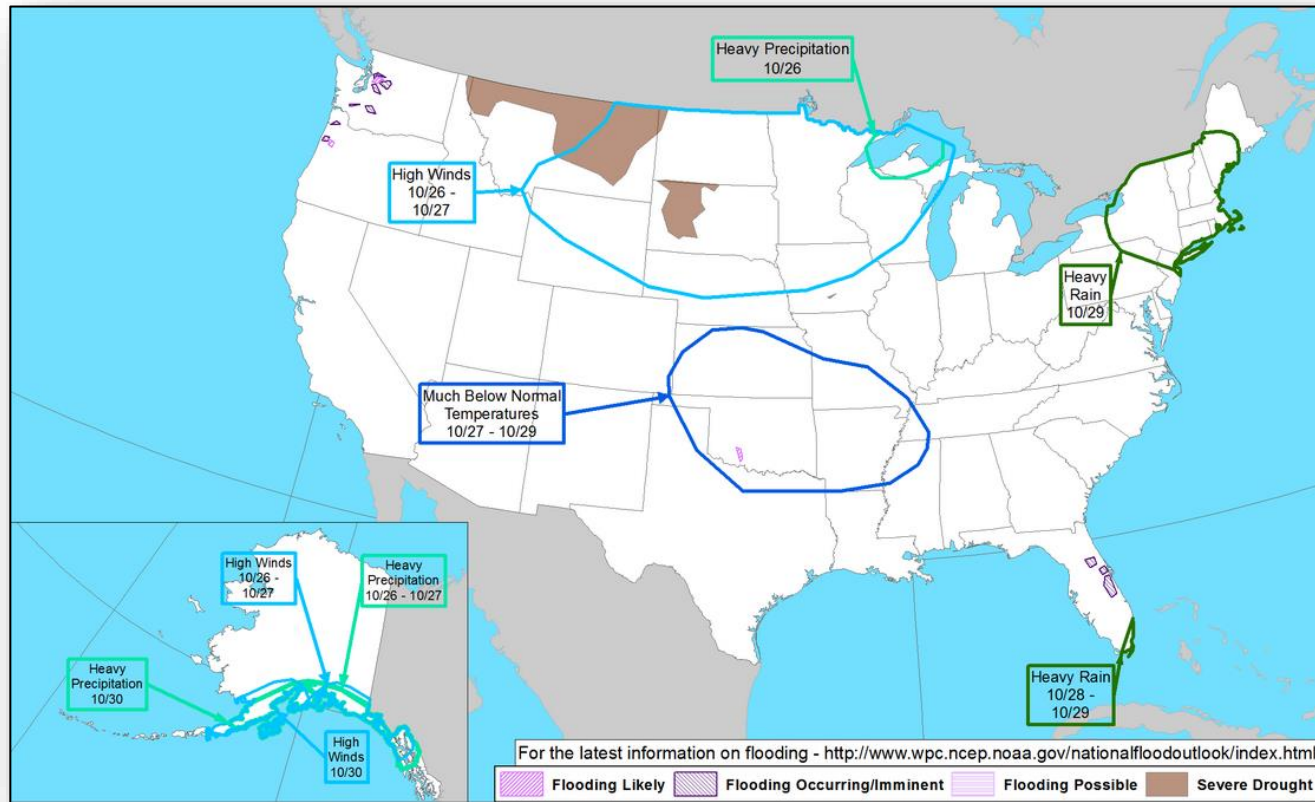 Heavy Precipitation
10/26
High Winds
10/26 -
10/27
Heavy
Rain
10/29
Much Below Normal
Temperatures
10/27 - 10/29
High Winds
10/26 -
10/27
Heavy
Precipitation
10/26 - 10/27
Heavy
Precipitation
10/30
High
Winds
10/30
Heavy Rain
10/28 -
10/29
For the latest information on flooding - http://www.wpc.ncep.noaa.gov/nationalfloodoutlook/index.html
Flooding Likely Flooding Occurring/Imminent Flooding Possible Severe Drought